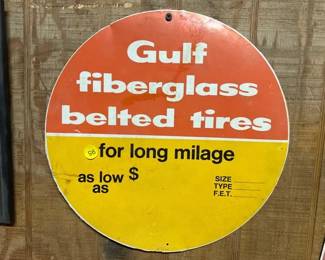 Gulf
fiberglass
belted tires
for long milage
as low $
as
SIZE
TYPE
F.E.T.